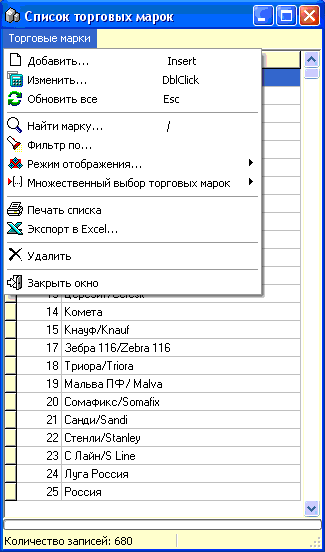 Список торговых марок
Торговые марки
Добавить... Insert
Изменить... DblClick
Обновить все Esc
Найти марку... /
Фильтр по...
Режим отображения...
Множественный выбор торговых марок
Печать списка
Экспорт в Excel...
Удалить
Закрыть окно
14 Комета
15 Кнауф/Knauf
17 Зебра 116/Zebra 116
18 Триора/Triora
19 Мальва ПФ/ Malva
20 Сомафикс/Somafix
21 Санди/Sandi
22 Стенли/Stanley
23 С Лайн/S Line
24 Луга Россия
25 Россия
Количество записей: 680